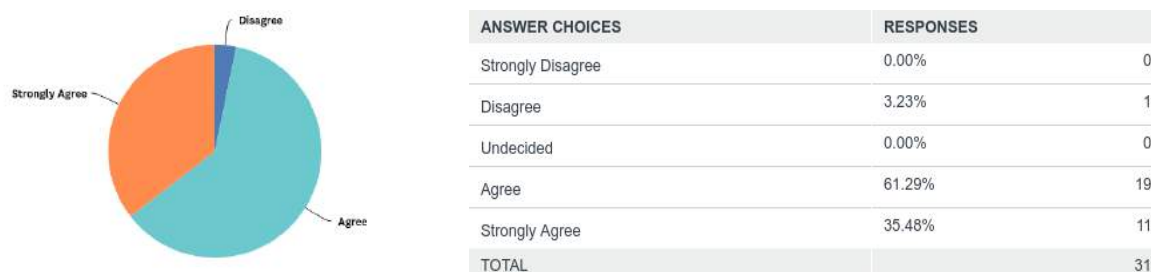 Disagree
Strongly Agree
Agree
ANSWER CHOICES RESPONSES
Strongly Disagree 0.00% 0
Disagree 3.23% 1
Undecided 0.00% 0
Agree 61.29% 19
Strongly Agree 35.48% 11
TOTAL 31